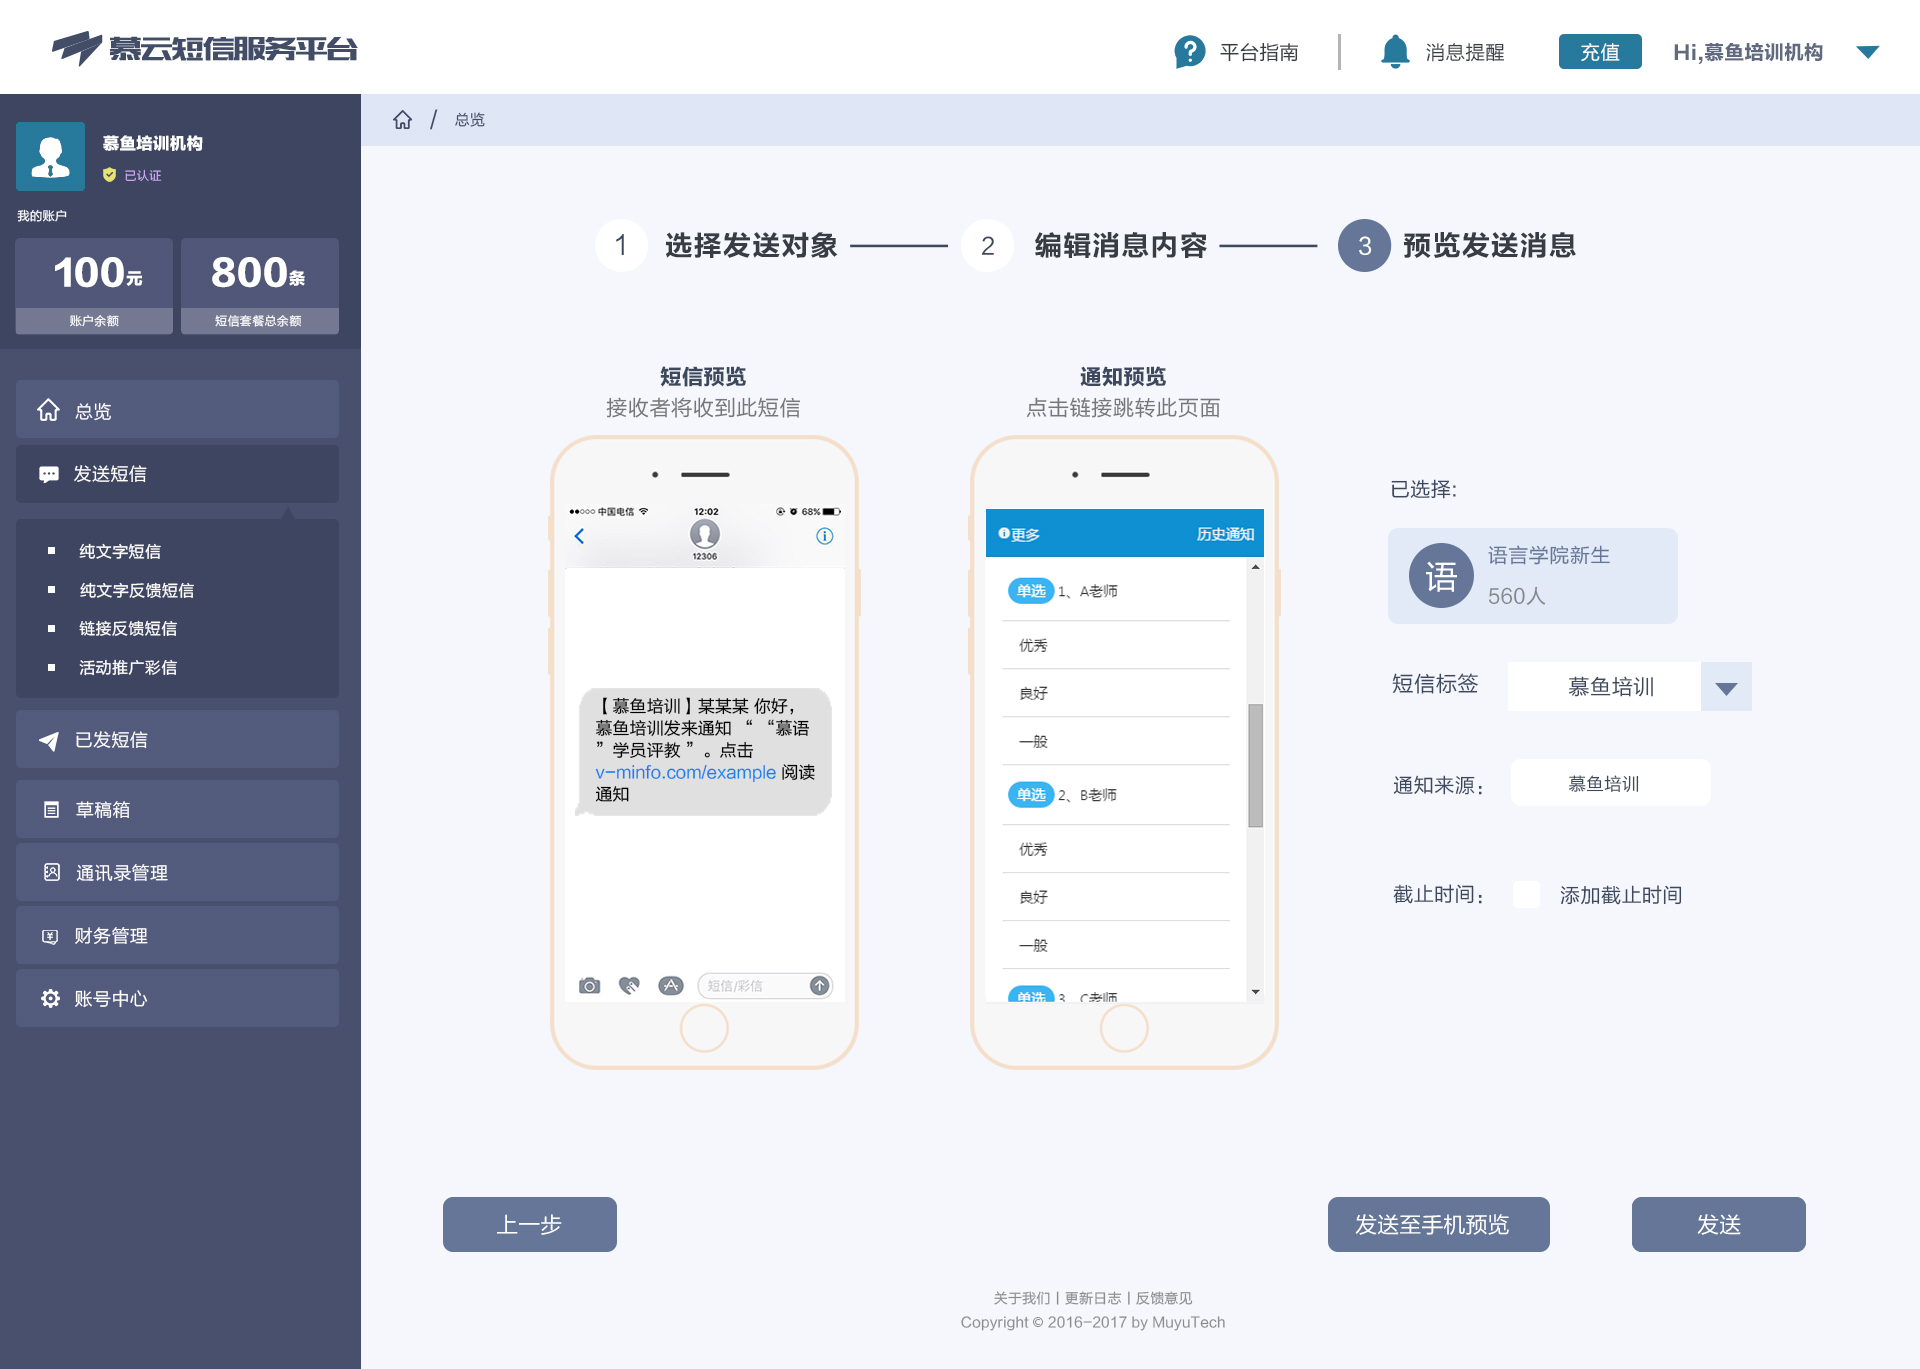 慕云短信服务平台
平台指南
消息提醒
充值
Hi,慕鱼培训机构
慕鱼培训机构
已认证
我的账户
100元
账户余额
800条
短信套餐总余额
总览
发送短信
纯文字短信
纯文字反馈短信
链接反馈短信
活动推广彩信
已发短信
草稿箱
通讯录管理
财务管理
账号中心
/ 总览
1 选择发送对象
2 编辑消息内容
3 预览发送消息
短信预览
接收者将收到此短信
中国电信
12:02
68%
12306
【慕鱼培训】某某某 你好，
慕鱼培训发来通知 “ “慕语
”学员评教 ” 。点击
v-minfo.com/example 阅读
通知
短信/彩信
通知预览
点击链接跳转此页面
更多
历史通知
单选 1、A老师
优秀
良好
一般
单选 2、B老师
优秀
良好
一般
单选 3、C老师
已选择:
语
语言学院新生
560人
短信标签
慕鱼培训
通知来源：
慕鱼培训
截止时间：
添加截止时间
上一步
发送至手机预览
发送
关于我们丨更新日志丨反馈意见
Copyright © 2016-2017 by MuyuTech